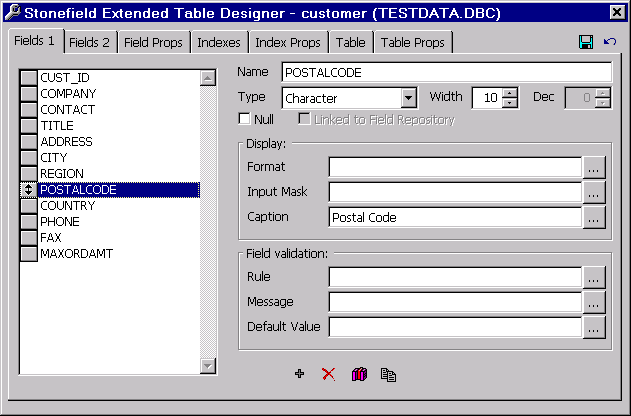 Stonefield Extended Table Designer - customer (TESTDATA.DBC)
Fields 1 Fields 2 Field Props Indexes Index Props Table Table Props
CUST_ID
COMPANY
CONTACT
TITLE
ADDRESS
CITY
REGION
POSTALCODE
COUNTRY
PHONE
FAX
MAXORDAMT
Name POSTALCODE
Type Character Width 10 Dec 0
Null Linked to Field Repository
Display:
Format ...
Input Mask ...
Caption Postal Code ...
Field validation:
Rule ...
Message ...
Default Value ...